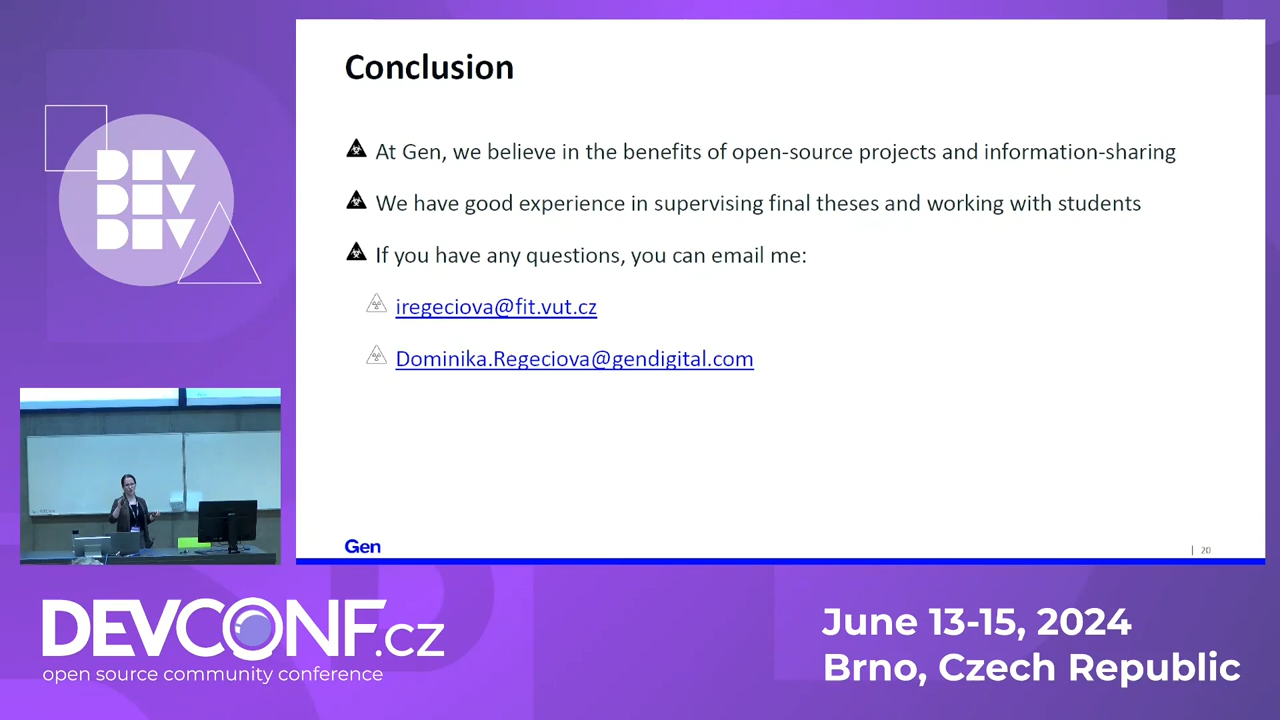 Conclusion
At Gen, we believe in the benefits of open-source projects and information-sharing
We have good experience in supervising final theses and working with students
If you have any questions, you can email me:
iregeciova@fit.vut.cz
Dominika.Regeciova@gendigital.com
Gen
| 20
DEV
DEV
DEV
DEVCONF.cz
open source community conference
June 13-15, 2024
Brno, Czech Republic